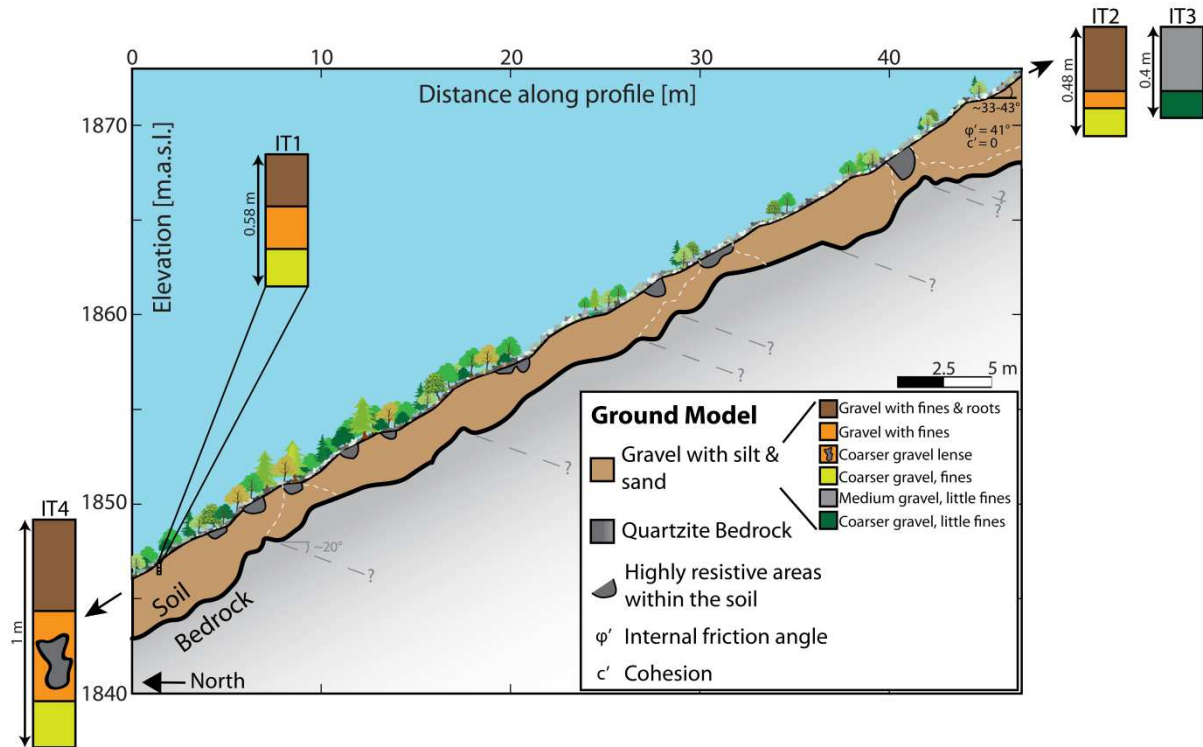 IT2
IT3
0
10
20
30
40
Distance along profile [m]
0.48 m
0.4 m
~33-43°
φ'= 41°
c'= 0
1870
Elevation [m.a.s.l.]
IT1
0.58 m
?
?
?
1860
?
?
?
2.5
5 m
Ground Model
Gravel with silt &
sand
Gravel with fines & roots
Gravel with fines
Coarser gravel lense
Coarser gravel, fines
Medium gravel, little fines
Coarser gravel, little fines
Quartzite Bedrock
Highly resistive areas
within the soil
φ' Internal friction angle
c' Cohesion
?
1850
~20°
?
IT4
1 m
Soil
Bedrock
North
1840